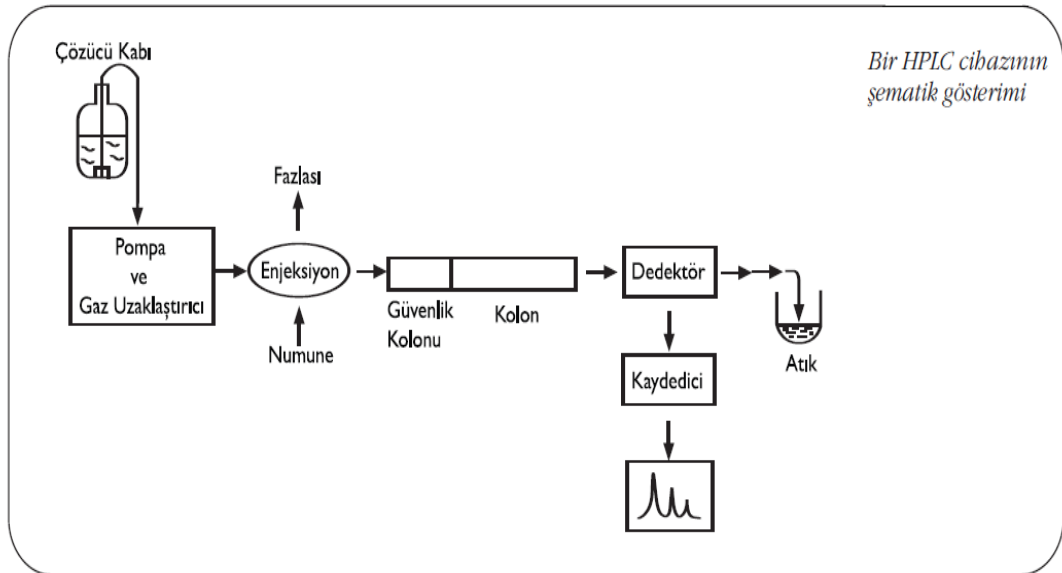 Çözücü Kabı
Bir HPLC cihazının
şematik gösterimi
Fazlası
Pompa
ve
Gaz Uzaklaştırıcı
Enjeksiyon
Numune
Güvenlik
Kolonu
Kolon
Dedektör
Atık
Kaydedici